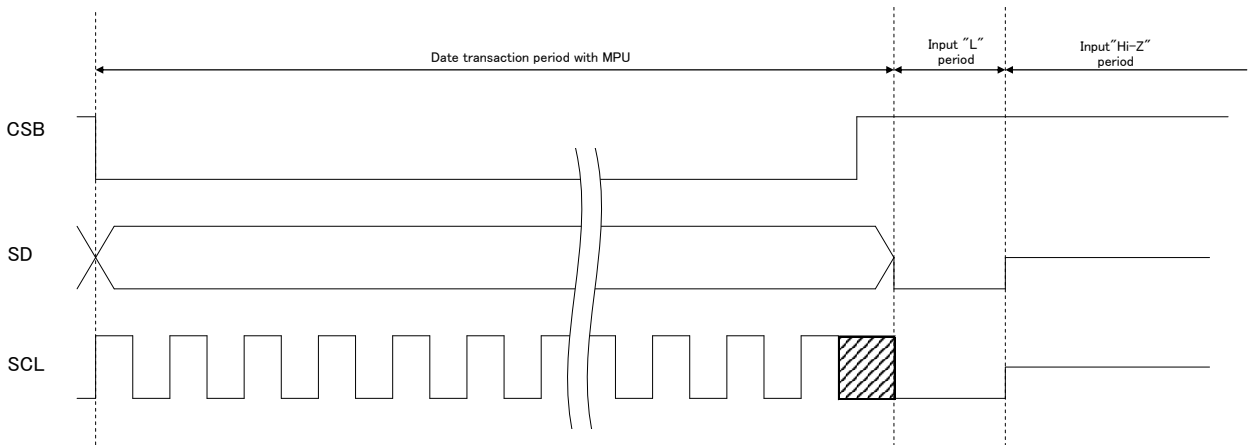 Date transaction period with MPU
Input "L"
period
Input"Hi-Z"
period
CSB
SD
SCL